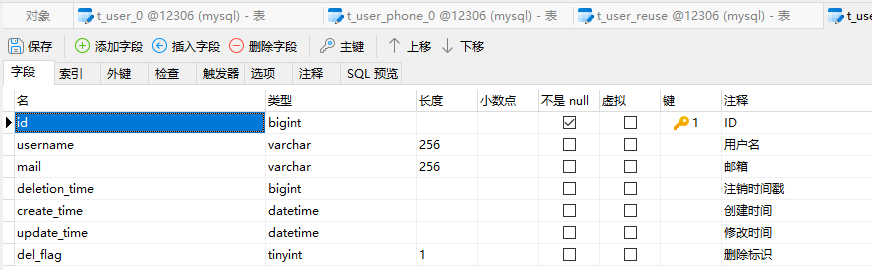 对象 t_user_0 @12306 (mysql) - 表 t_user_phone_0 @12306 (mysql) - 表 t_user_reuse @12306 (mysql) - 表 t_us
保存 添加字段 插入字段 删除字段 主键 上移 下移
字段 索引 外键 检查 触发器 选项 注释 SQL 预览
名 类型 长度 小数点 不是 null 虚拟 键 注释
id bigint 1 ID
username varchar 256 用户名
mail varchar 256 邮箱
deletion_time bigint 注销时间戳
create_time datetime 创建时间
update_time datetime 修改时间
del_flag tinyint 1 删除标识